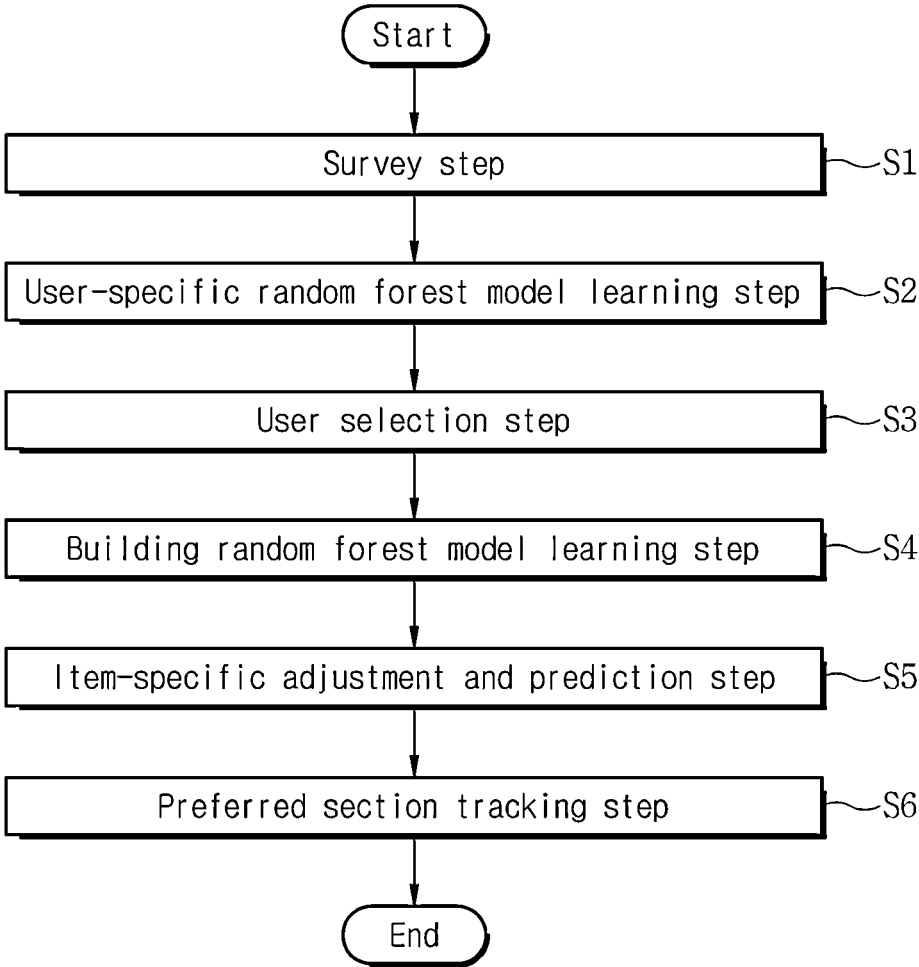 Start
Survey step
S1
User-specific random forest model learning step
S2
User selection step
S3
Building random forest model learning step
S4
Item-specific adjustment and prediction step
S5
Preferred section tracking step
S6
End